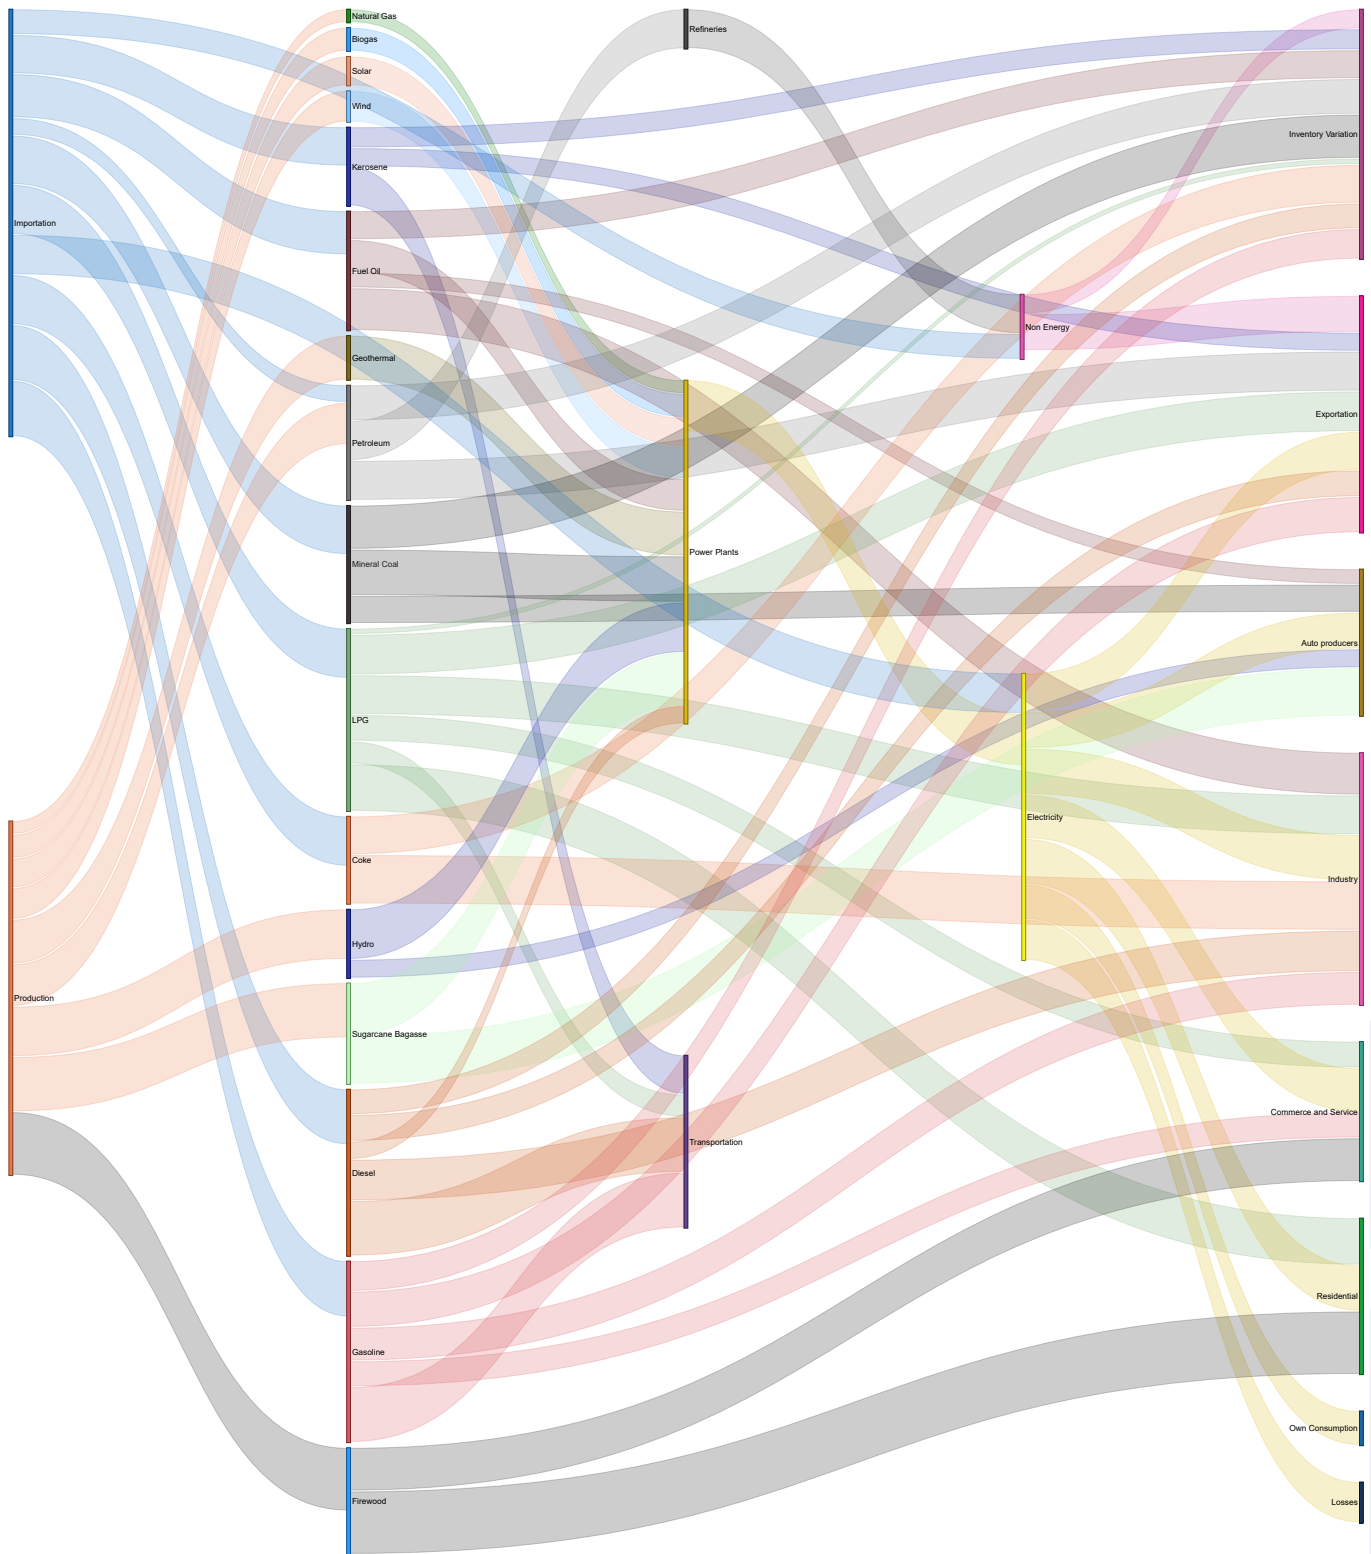 Importation
Production
Natural Gas
Biogas
Solar
Wind
Kerosene
Fuel Oil
Geothermal
Petroleum
Mineral Coal
LPG
Coke
Hydro
Sugarcane Bagasse
Diesel
Gasoline
Firewood
Refineries
Power Plants
Transportation
Non Energy
Electricity
Inventory Variation
Exportation
Auto producers
Industry
Commerce and Service
Residential
Own Consumption
Losses